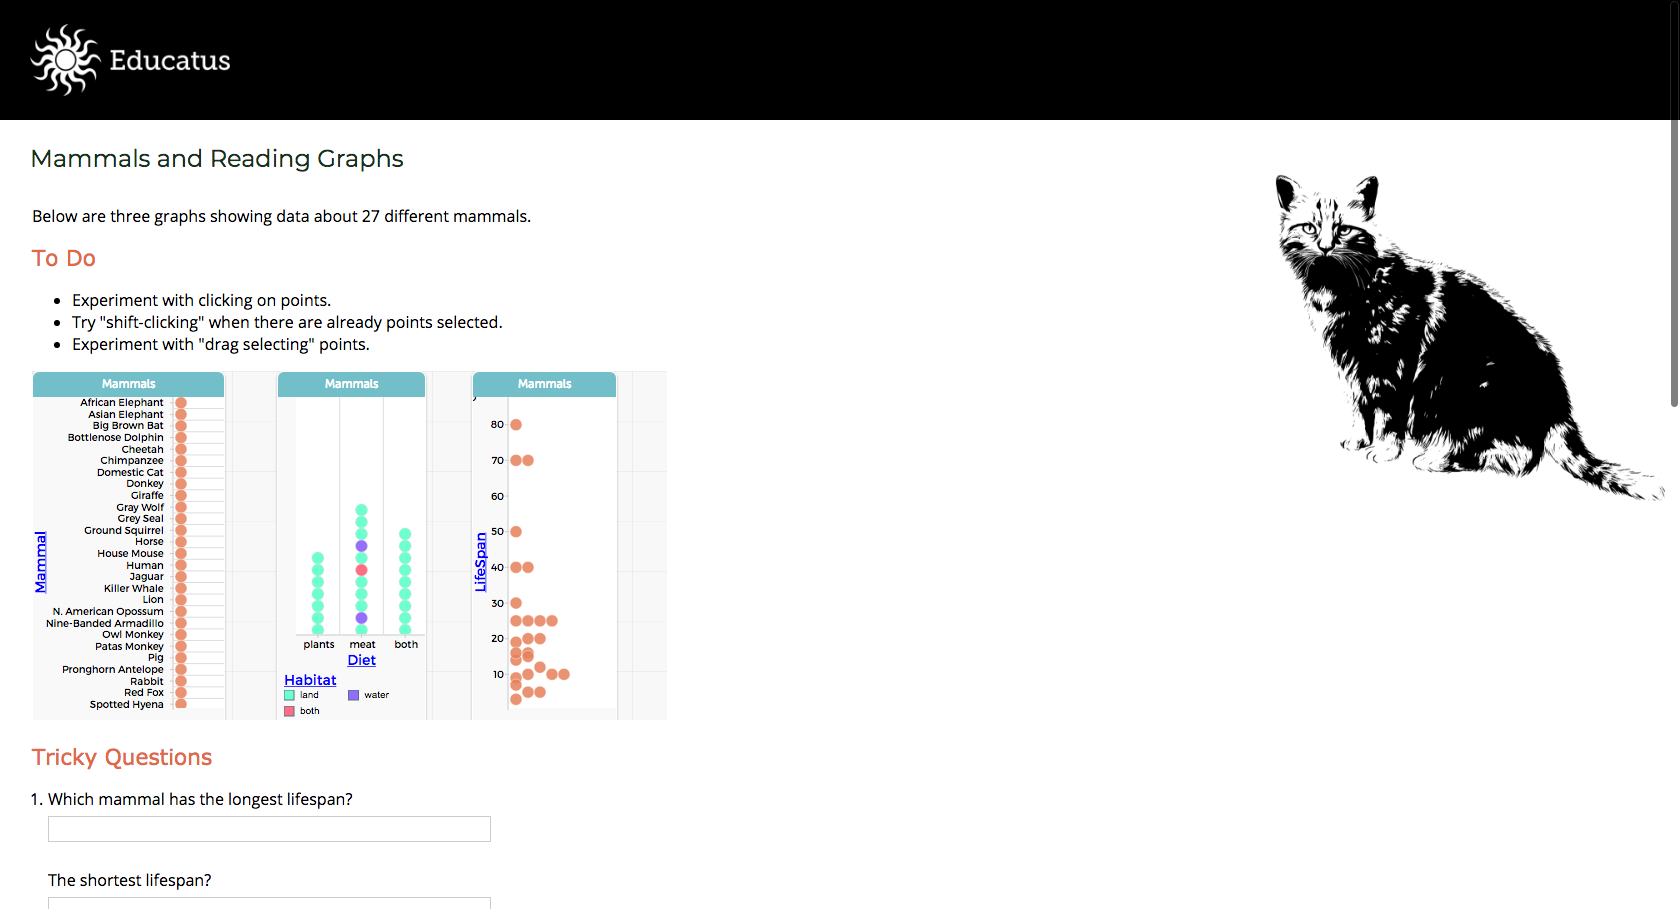 Educatus
Mammals and Reading Graphs
Below are three graphs showing data about 27 different mammals.
To Do
• Experiment with clicking on points.
• Try "shift-clicking" when there are already points selected.
• Experiment with "drag selecting" points.
Mammals
African Elephant
Asian Elephant
Big Brown Bat
Bottlenose Dolphin
Cheetah
Chimpanzee
Domestic Cat
Donkey
Giraffe
Gray Wolf
Grey Seal
Ground Squirrel
Horse
House Mouse
Human
Jaguar
Killer Whale
Lion
N. American Opossum
Nine-Banded Armadillo
Owl Monkey
Patas Monkey
Pig
Pronghorn Antelope
Rabbit
Red Fox
Spotted Hyena
Mammal
Mammals
plants meat both
Diet
Habitat
land water
both
Mammals
80
70
60
50
40
30
20
10
LifeSpan
Tricky Questions
1. Which mammal has the longest lifespan?
The shortest lifespan?